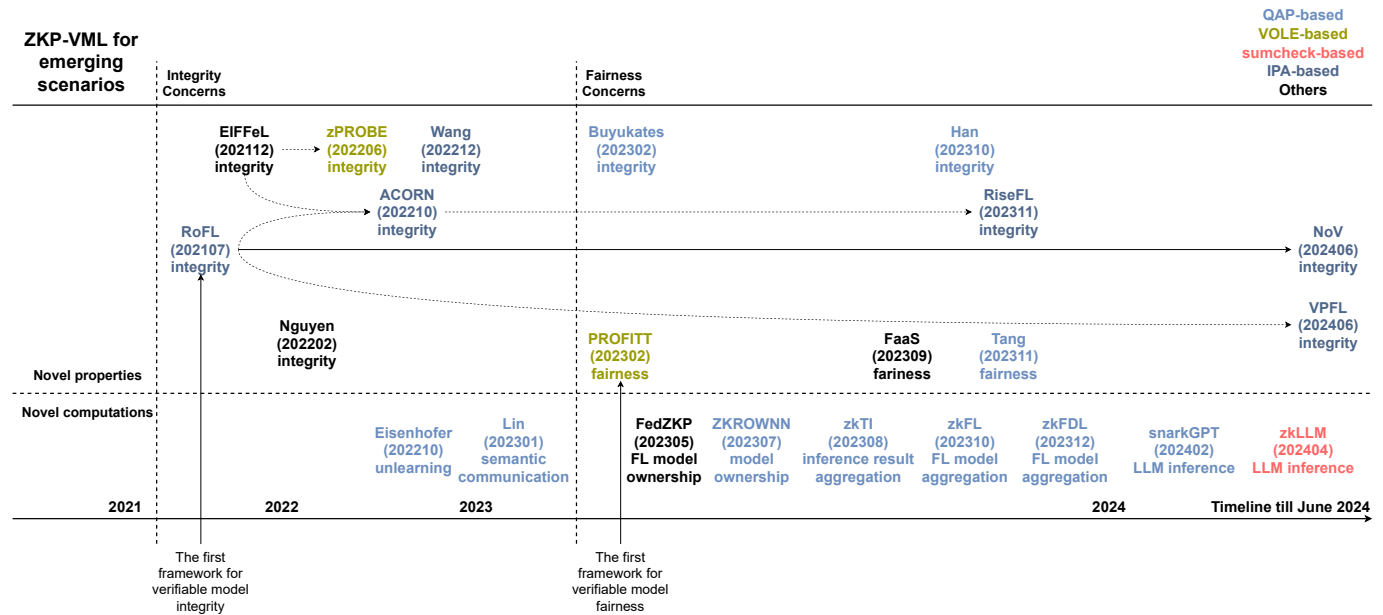 ZKP-VML for
emerging
scenarios
QAP-based
VOLE-based
sumcheck-based
IPA-based
Others
Integrity
Concerns
Fairness
Concerns
EIFFeL
(202112)
integrity
zPROBE
(202206)
integrity
Wang
(202212)
integrity
Buyukates
(202302)
integrity
Han
(202310)
integrity
ACORN
(202210)
integrity
RiseFL
(202311)
integrity
RoFL
(202107)
integrity
NoV
(202406)
integrity
VPFL
(202406)
integrity
Nguyen
(202202)
integrity
PROFITT
(202302)
fairness
FaaS
(202309)
fariness
Tang
(202311)
fairness
Novel properties
Novel computations
Eisenhofer
(202210)
unlearning
Lin
(202301)
semantic
communication
FedZKP
(202305)
FL model
ownership
ZKROWNN
(202307)
model
ownership
zkTI
(202308)
inference result
aggregation
zkFL
(202310)
FL model
aggregation
zkFDL
(202312)
FL model
aggregation
snarkGPT
(202402)
LLM inference
zkLLM
(202404)
LLM inference
2021
2022
2023
2024
Timeline till June 2024
The first
framework for
verifiable model
integrity
The first
framework for
verifiable model
fairness